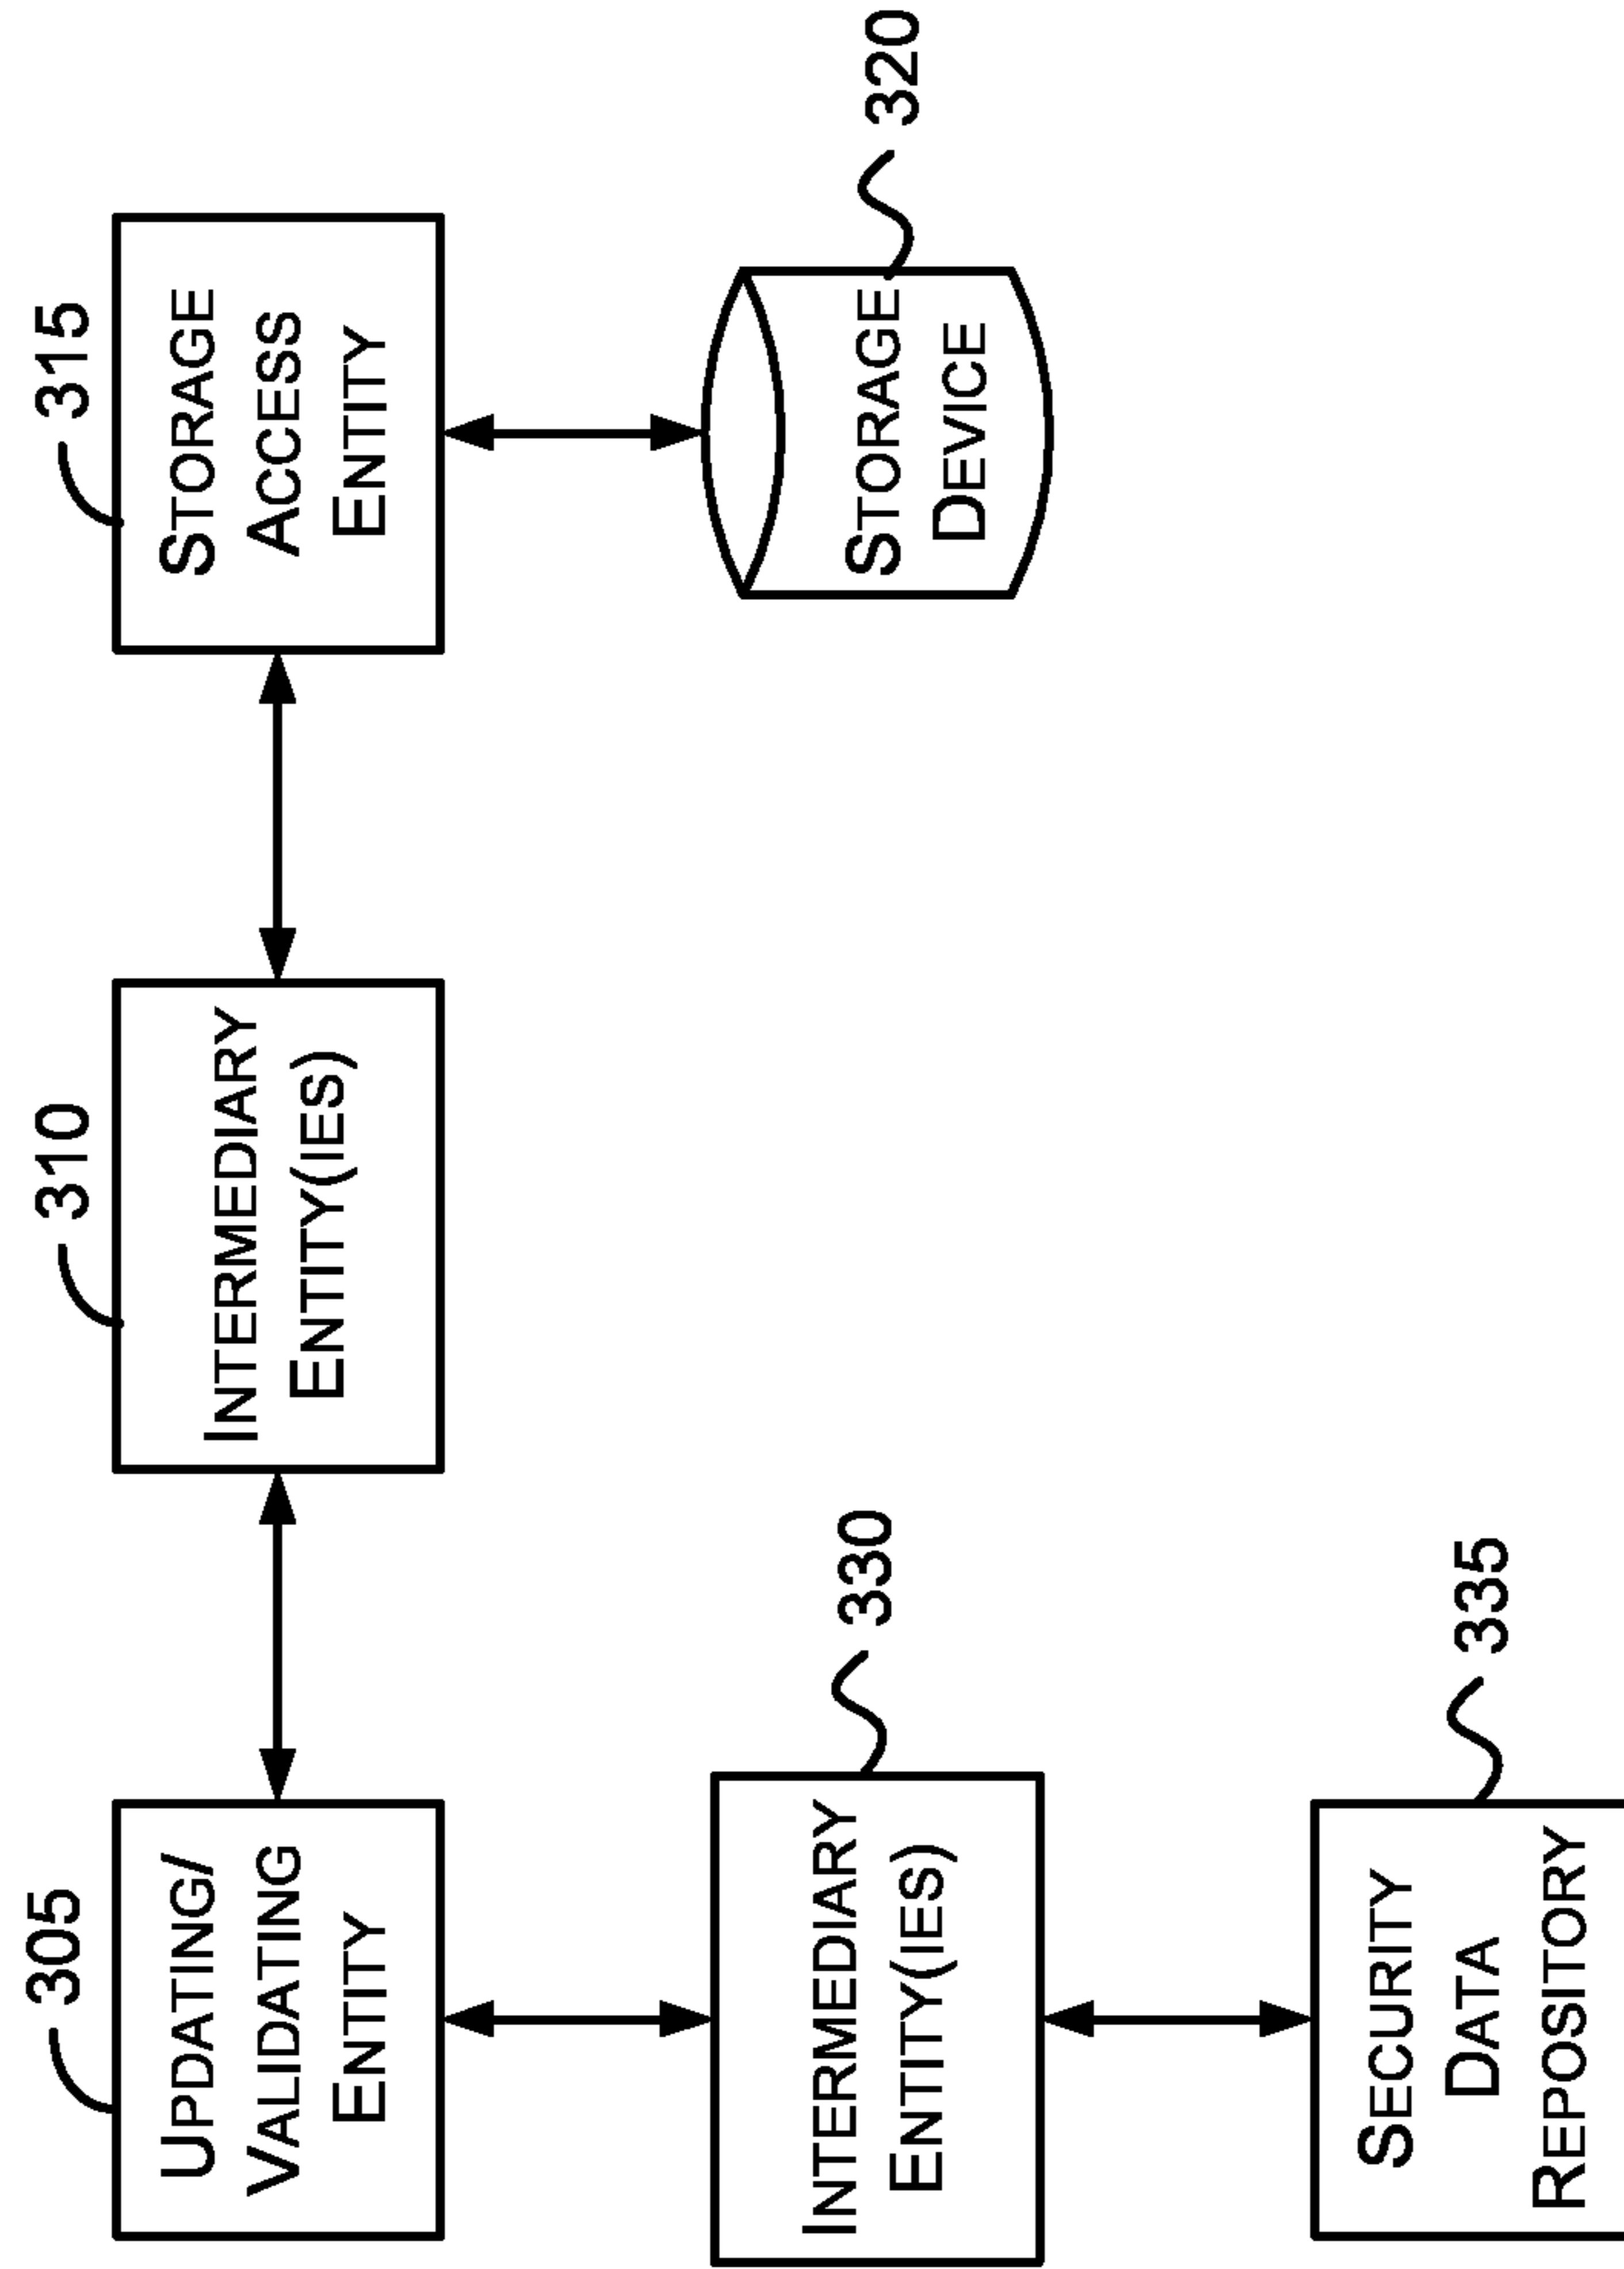 305
UPDATING/
VALIDATING
ENTITY
310
INTERMEDIARY
ENTITY(IES)
315
STORAGE
ACCESS
ENTITY
330
INTERMEDIARY
ENTITY(IES)
320
STORAGE
DEVICE
335
SECURITY
DATA
REPOSITORY